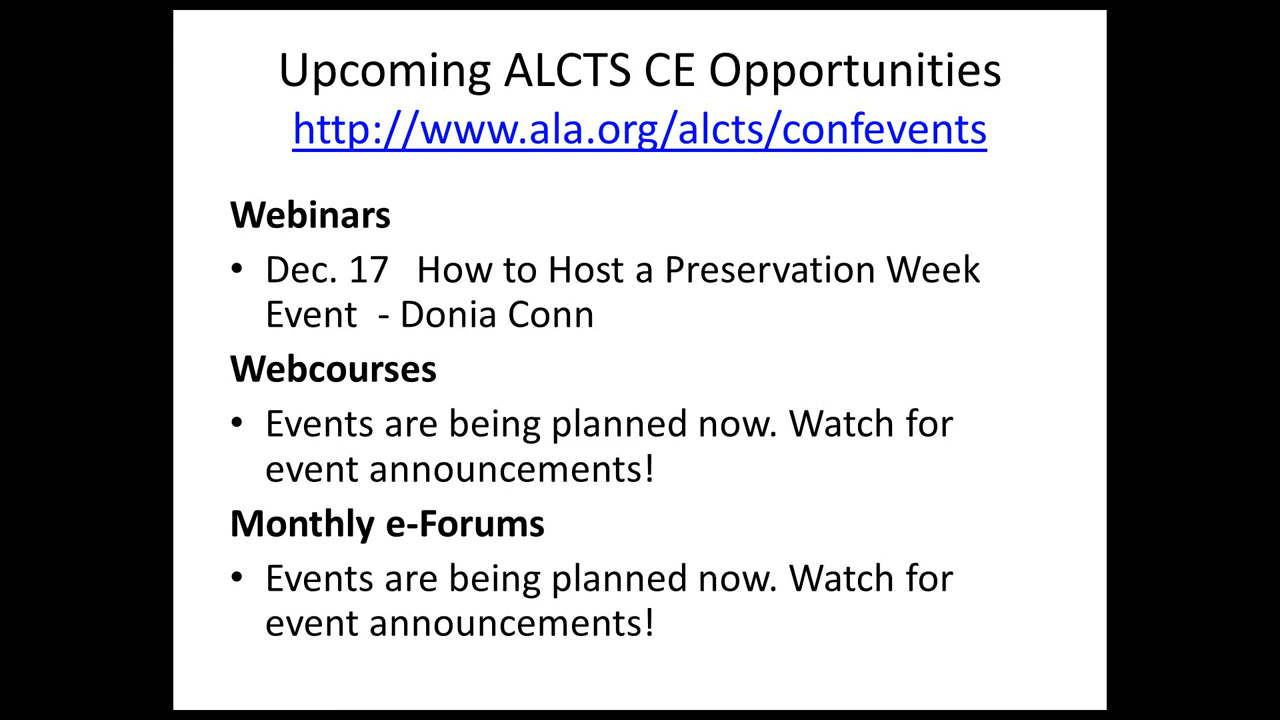 Upcoming ALCTS CE Opportunities
http://www.ala.org/alcts/confevents
Webinars
• Dec. 17   How to Host a Preservation Week
Event  - Donia Conn
Webcourses
• Events are being planned now. Watch for
event announcements!
Monthly e-Forums
• Events are being planned now. Watch for
event announcements!